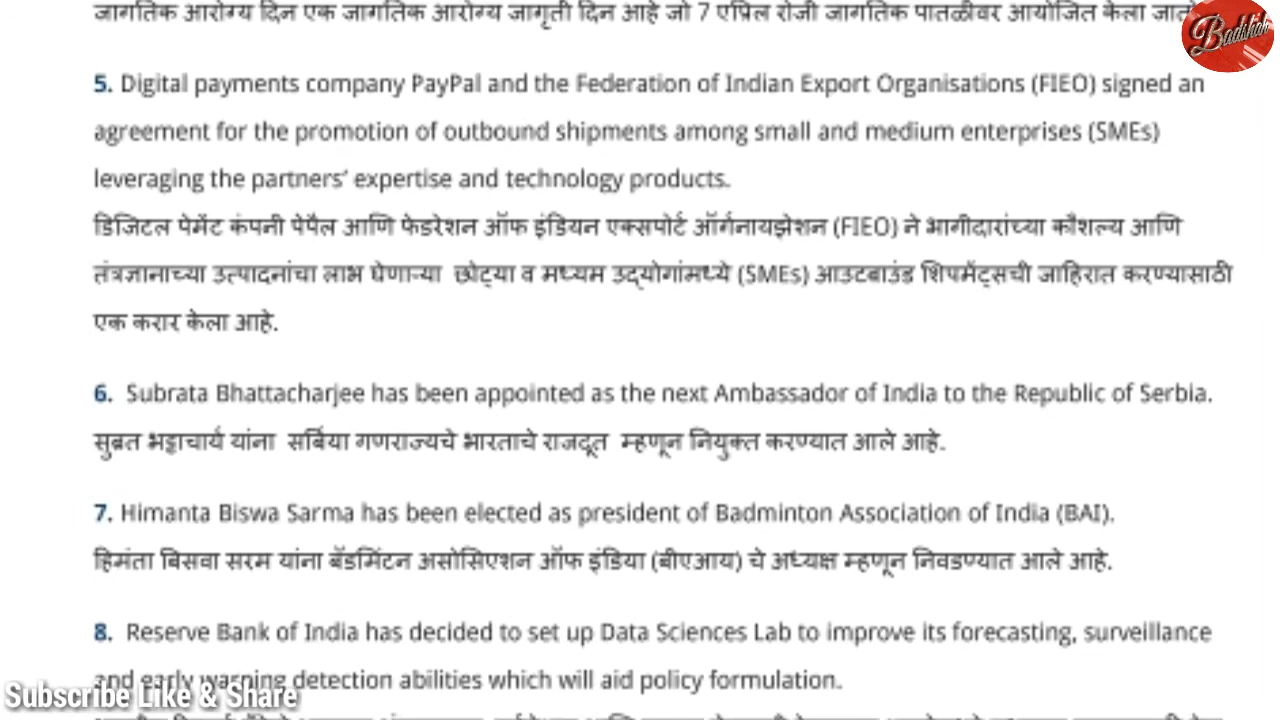 जागतिक आरोग्य दिन एक जागतिक आरोग्य जागृती दिन आहे जो 7 एप्रिल रोजी जागतिक पातळीवर आयोजित केला जातो
Badshah
5. Digital payments company PayPal and the Federation of Indian Export Organisations (FIEO) signed an
agreement for the promotion of outbound shipments among small and medium enterprises (SMEs)
leveraging the partners’ expertise and technology products.
डिजिटल पेमेंट कंपनी पेपैल आणि फेडरेशन ऑफ इंडियन एक्सपोर्ट ऑर्गनायझेशन (FIEO) ने भागीदारांच्या कौशल्य आणि
तंत्रज्ञानाच्या उत्पादनांचा लाभ घेणाऱ्या छोट्या व मध्यम उद्योगांमध्ये (SMEs) आउटबाउंड शिपमेंट्सची जाहिरात करण्यासाठी
एक करार केला आहे.
6. Subrata Bhattacharjee has been appointed as the next Ambassador of India to the Republic of Serbia.
सुब्रत भट्टाचार्य यांना सर्बिया गणराज्यचे भारताचे राजदूत म्हणून नियुक्त करण्यात आले आहे.
7. Himanta Biswa Sarma has been elected as president of Badminton Association of India (BAI).
हिमंता बिसवा सरम यांना बॅडमिंटन असोसिएशन ऑफ इंडिया (बीएआय) चे अध्यक्ष म्हणून निवडण्यात आले आहे.
8. Reserve Bank of India has decided to set up Data Sciences Lab to improve its forecasting, surveillance
and early warning detection abilities which will aid policy formulation.
Subscribe Like & Share